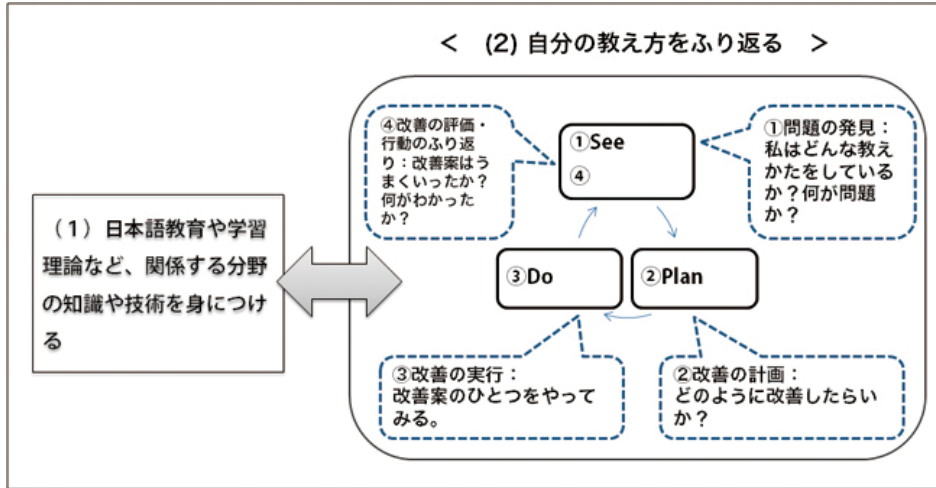 < (2) 自分の教え方をふり返る >
④改善の評価・
行動のふり返
り：改善案はう
まくいったか？
何がわかった
か？
①See
④
①問題の発見：
私はどんな教え
かたをしている
か？何が問題
か？
（１）日本語教育や学習
理論など、関係する分野
の知識や技術を身につけ
る
③Do
②Plan
③改善の実行：
改善案のひとつをやって
みる。
②改善の計画：
どのように改善したらい
か？